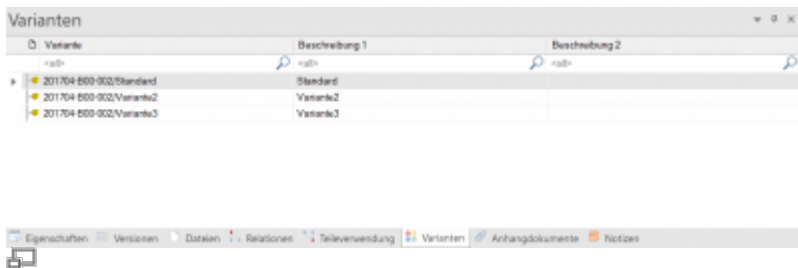 Varianten
Variante Beschreibung 1 Beschreibung 2
<all> <all> <all>
201704-B00-002/Standard Standard
201704-B00-002/Variante2 Variante2
201704-B00-002/Variante3 Variante3
Eigenschaften Versionen Dateien Relationen Teileverwendung Varianten Anhangdokumente Notizen